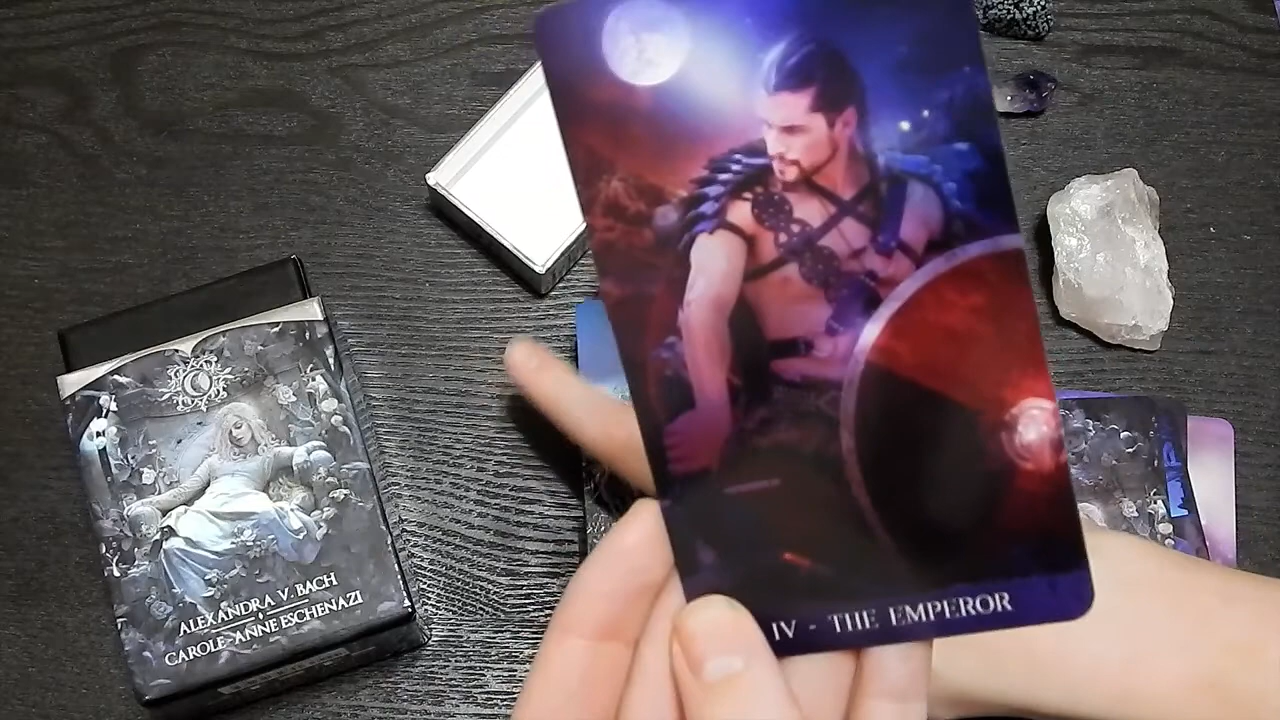 IV - THE EMPEROR
ALEXANDRA V. BACH
CAROLE-ANNE ESCHENAZI